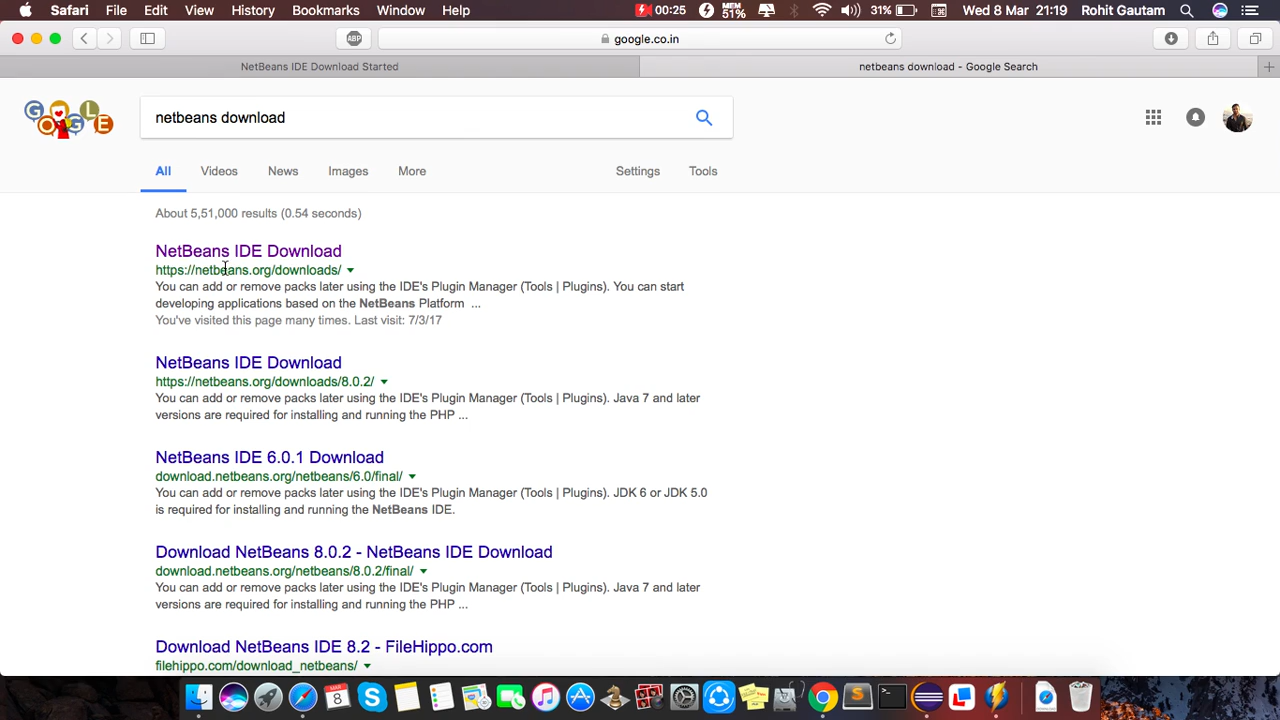 Safari File Edit View History Bookmarks Window Help 00:25 MEM 51% 31% Wed 8 Mar 21:19 Rohit Gautam
ABP google.co.in
NetBeans IDE Download Started netbeans download - Google Search
GOOGLE netbeans download
All Videos News Images More Settings Tools
About 5,51,000 results (0.54 seconds)
NetBeans IDE Download
https://netbeans.org/downloads/
You can add or remove packs later using the IDE's Plugin Manager (Tools | Plugins). You can start
developing applications based on the NetBeans Platform ...
You've visited this page many times. Last visit: 7/3/17
NetBeans IDE Download
https://netbeans.org/downloads/8.0.2/
You can add or remove packs later using the IDE's Plugin Manager (Tools | Plugins). Java 7 and later
versions are required for installing and running the PHP ...
NetBeans IDE 6.0.1 Download
download.netbeans.org/netbeans/6.0/final/
You can add or remove packs later using the IDE's Plugin Manager (Tools | Plugins). JDK 6 or JDK 5.0
is required for installing and running the NetBeans IDE.
Download NetBeans 8.0.2 - NetBeans IDE Download
download.netbeans.org/netbeans/8.0.2/final/
You can add or remove packs later using the IDE's Plugin Manager (Tools | Plugins). Java 7 and later
versions are required for installing and running the PHP ...
Download NetBeans IDE 8.2 - FileHippo.com
filehippo.com/download_netbeans/